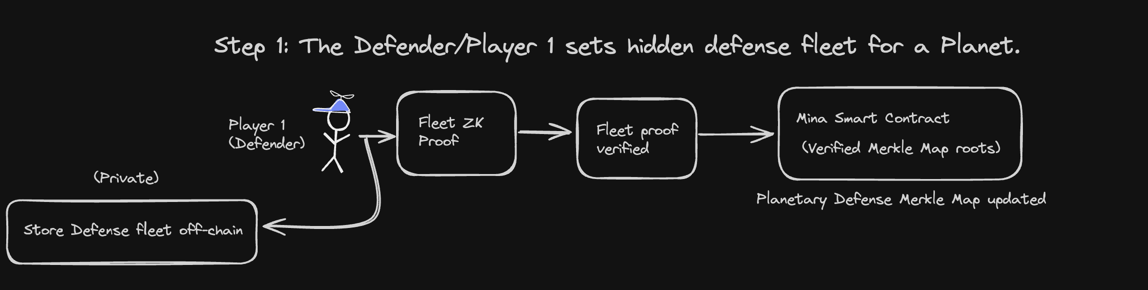 Step 1: The Defender/Player 1 sets hidden defense fleet for a Planet.
Player 1
(Defender)
Fleet ZK
Proof
Fleet proof
verified
Mina Smart Contract
(Verified Merkle Map roots)
Planetary Defense Merkle Map updated
(Private)
Store Defense fleet off-chain